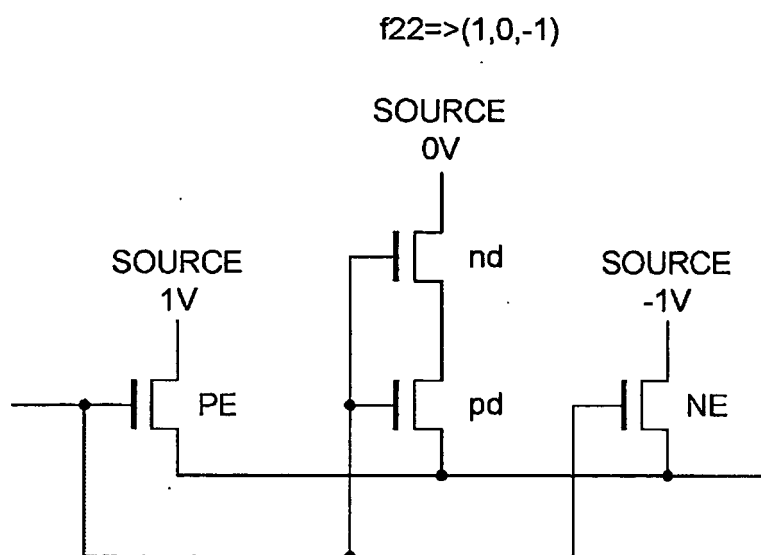 f22=>(1,0,-1)
SOURCE
0V
nd
SOURCE
1V
SOURCE
-1V
PE
pd
NE